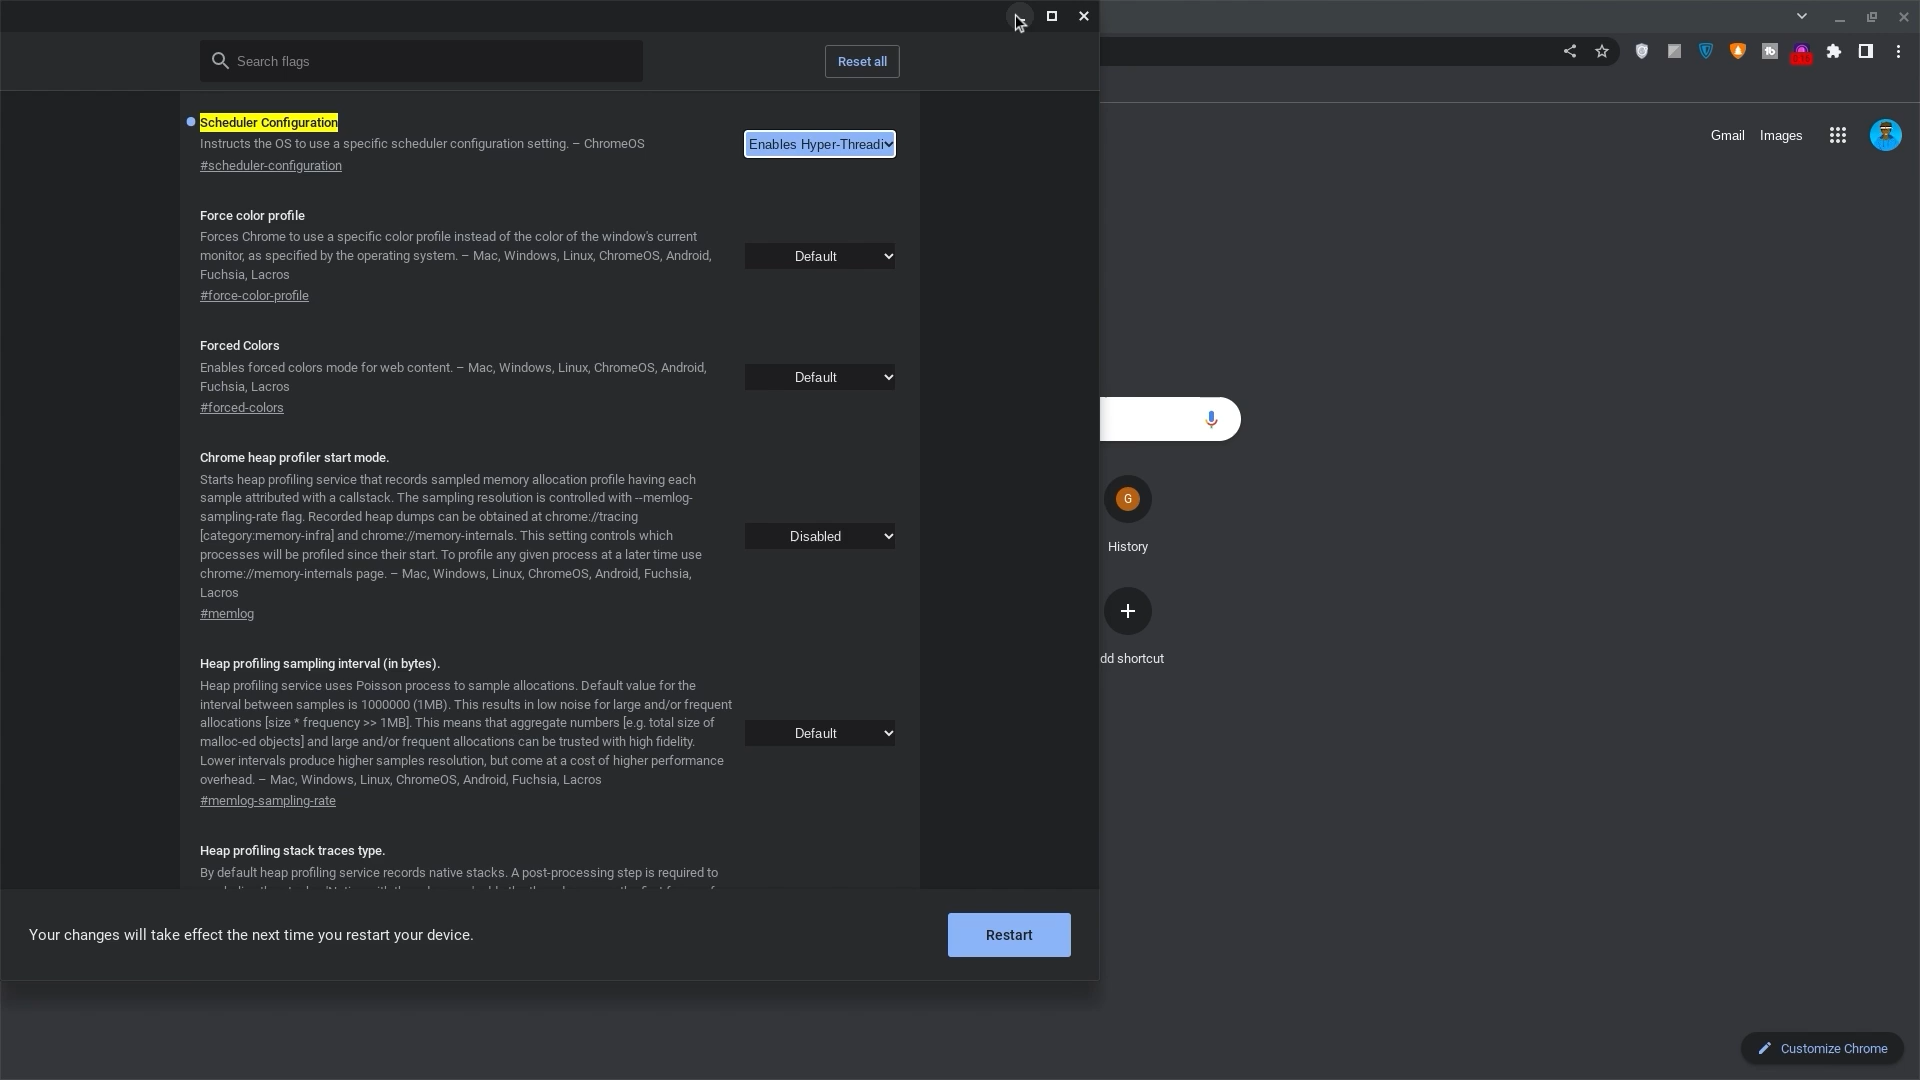 Search flags
Reset all
Scheduler Configuration
Instructs the OS to use a specific scheduler configuration setting. – ChromeOS
#scheduler-configuration
Enables Hyper-Threadi
Force color profile
Forces Chrome to use a specific color profile instead of the color of the window's current
monitor, as specified by the operating system. – Mac, Windows, Linux, ChromeOS, Android,
Fuchsia, Lacros
#force-color-profile
Default
Forced Colors
Enables forced colors mode for web content. – Mac, Windows, Linux, ChromeOS, Android,
Fuchsia, Lacros
#forced-colors
Default
Chrome heap profiler start mode.
Starts heap profiling service that records sampled memory allocation profile having each
sample attributed with a callstack. The sampling resolution is controlled with --memlog-
sampling-rate flag. Recorded heap dumps can be obtained at chrome://tracing
[category:memory-infra] and chrome://memory-internals. This setting controls which
processes will be profiled since their start. To profile any given process at a later time use
chrome://memory-internals page. – Mac, Windows, Linux, ChromeOS, Android, Fuchsia,
Lacros
#memlog
Disabled
Heap profiling sampling interval (in bytes).
Heap profiling service uses Poisson process to sample allocations. Default value for the
interval between samples is 1000000 (1MB). This results in low noise for large and/or frequent
allocations [size * frequency >> 1MB]. This means that aggregate numbers [e.g. total size of
malloc-ed objects] and large and/or frequent allocations can be trusted with high fidelity.
Lower intervals produce higher samples resolution, but come at a cost of higher performance
overhead. – Mac, Windows, Linux, ChromeOS, Android, Fuchsia, Lacros
#memlog-sampling-rate
Default
Heap profiling stack traces type.
By default heap profiling service records native stacks. A post-processing step is required to
Your changes will take effect the next time you restart your device.
Restart
Gmail
Images
G
History
dd shortcut
Customize Chrome